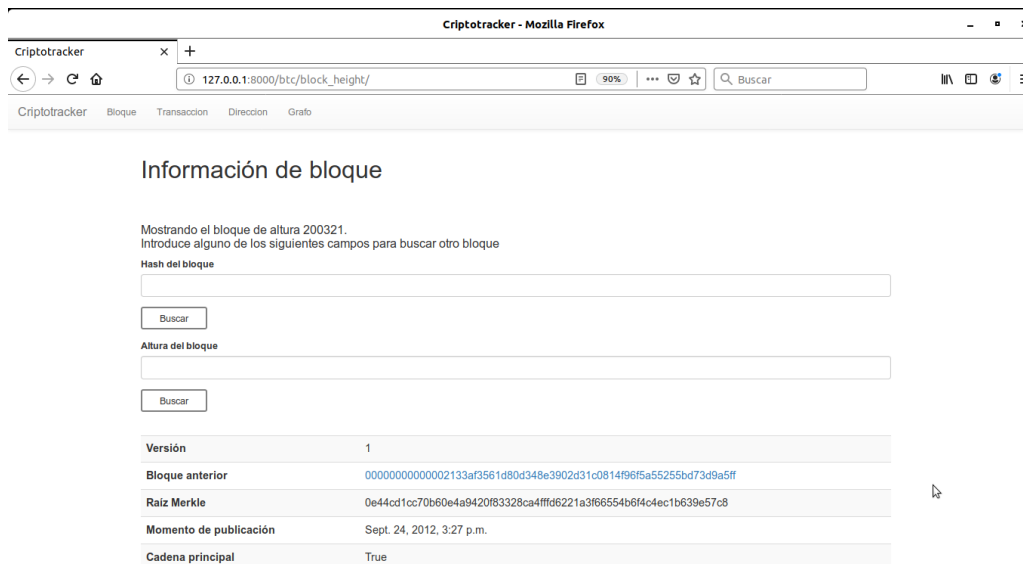 Criptotracker - Mozilla Firefox
Criptotracker
127.0.0.1:8000/btc/block_height/ 90% Buscar
Criptotracker Bloque Transaccion Direccion Grafo
Información de bloque
Mostrando el bloque de altura 200321.
Introduce alguno de los siguientes campos para buscar otro bloque
Hash del bloque
Buscar
Altura del bloque
Buscar
Versión 1
Bloque anterior 00000000000002133af3561d80d348e3902d31c0814f96f5a55255bd73d9a5ff
Raíz Merkle 0e44cd1cc70b60e4a9420f83328ca4fffd6221a3f66554b6f4c4ec1b639e57c8
Momento de publicación Sept. 24, 2012, 3:27 p.m.
Cadena principal True